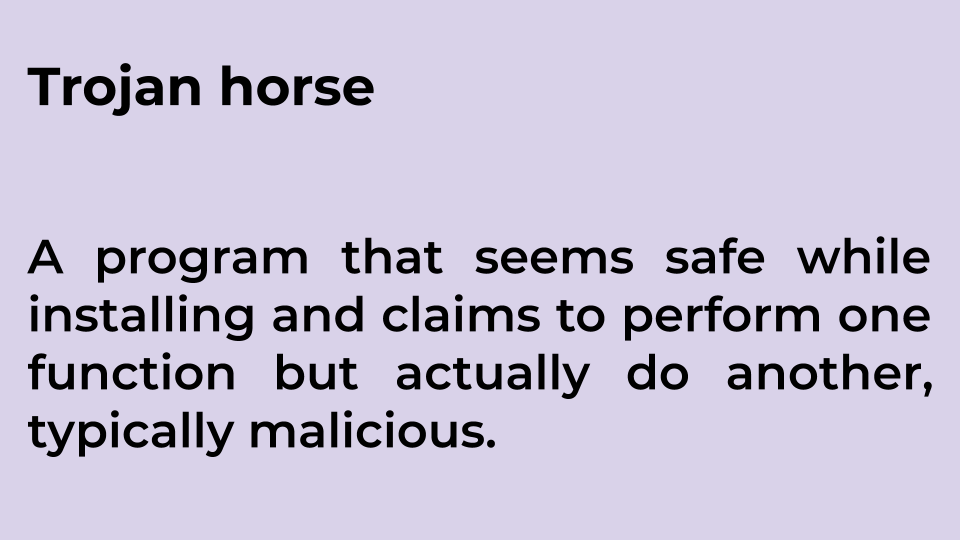 Trojan horse
A program that seems safe while
installing and claims to perform one
function but actually do another,
typically malicious.